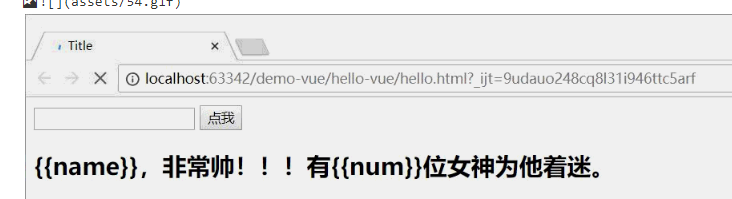 ![](assets/54.gif)
Title
localhost:63342/demo-vue/hello-vue/hello.html?_ijt=9udauo248cq8l31i946ttc5arf
点我
{{name}}，非常帅！！！有{{num}}位女神为他着迷。